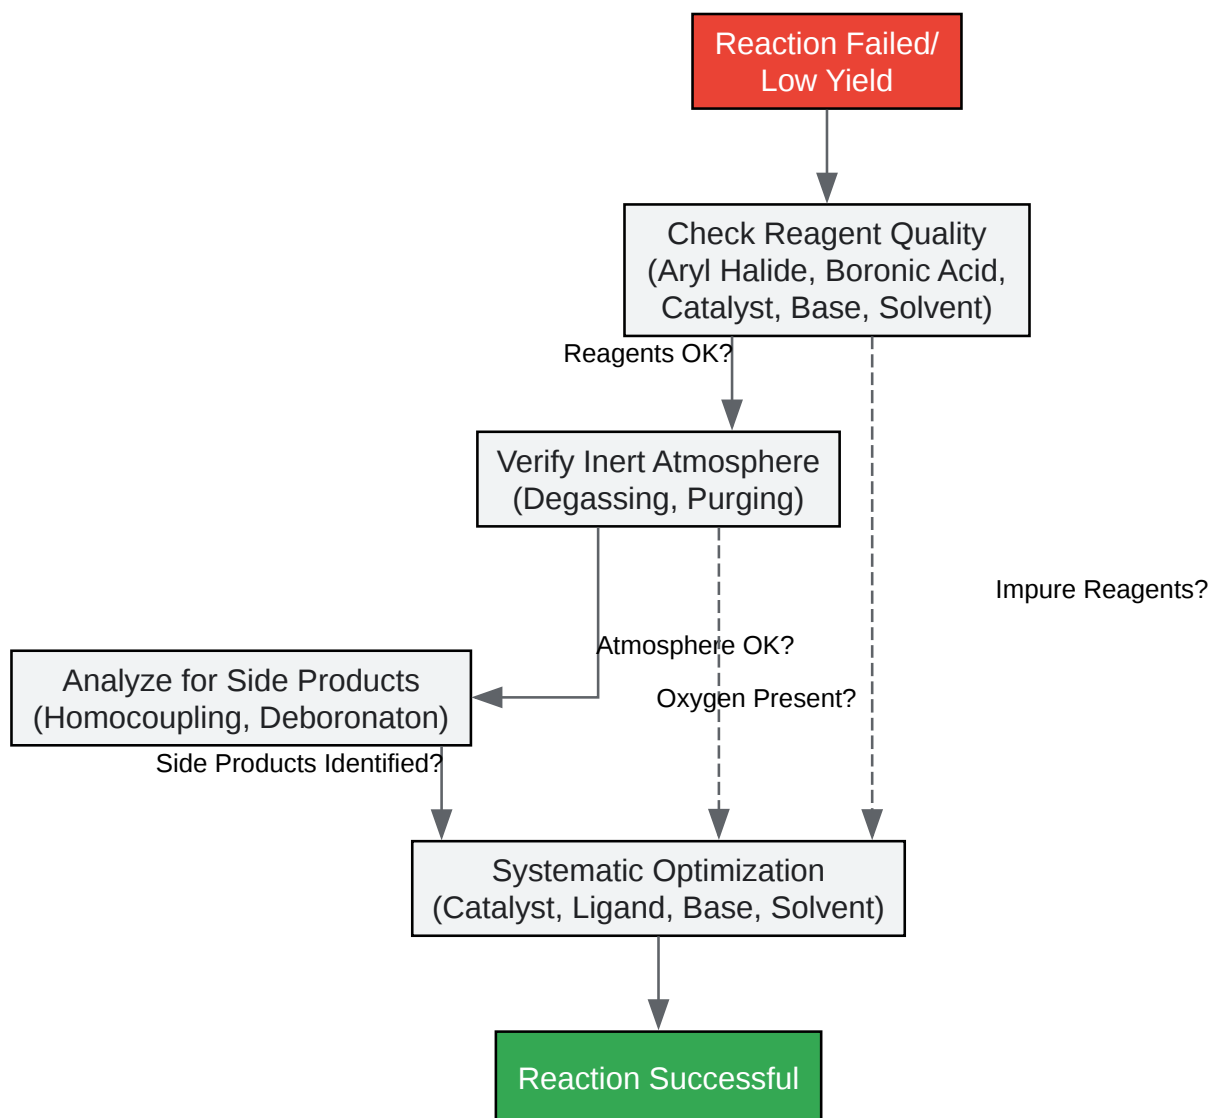 Reaction Failed/
Low Yield
Check Reagent Quality
(Aryl Halide, Boronic Acid,
Catalyst, Base, Solvent)
Reagents OK?
Verify Inert Atmosphere
(Degassing, Purging)
Impure Reagents?
Atmosphere OK?
Analyze for Side Products
(Homocoupling, Deboronaton)
Oxygen Present?
Side Products Identified?
Systematic Optimization
(Catalyst, Ligand, Base, Solvent)
Reaction Successful